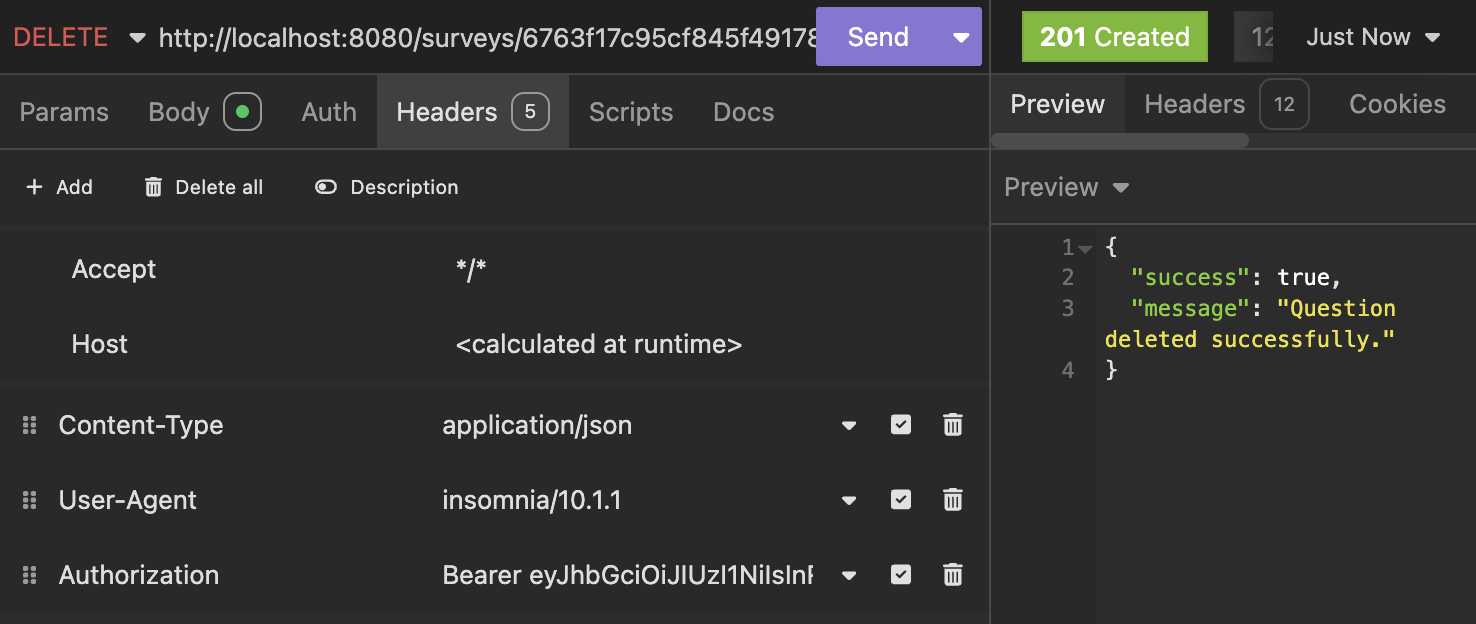 DELETE http://localhost:8080/surveys/6763f17c95cf845f49178 Send
201 Created 12 Just Now
Params Body Auth Headers 5 Scripts Docs
Preview Headers 12 Cookies
Add Delete all Description
Preview
Accept */*
Host <calculated at runtime>
Content-Type application/json
User-Agent insomnia/10.1.1
Authorization Bearer
1 {
2 "success": true,
3 "message": "Question
deleted successfully."
4 }